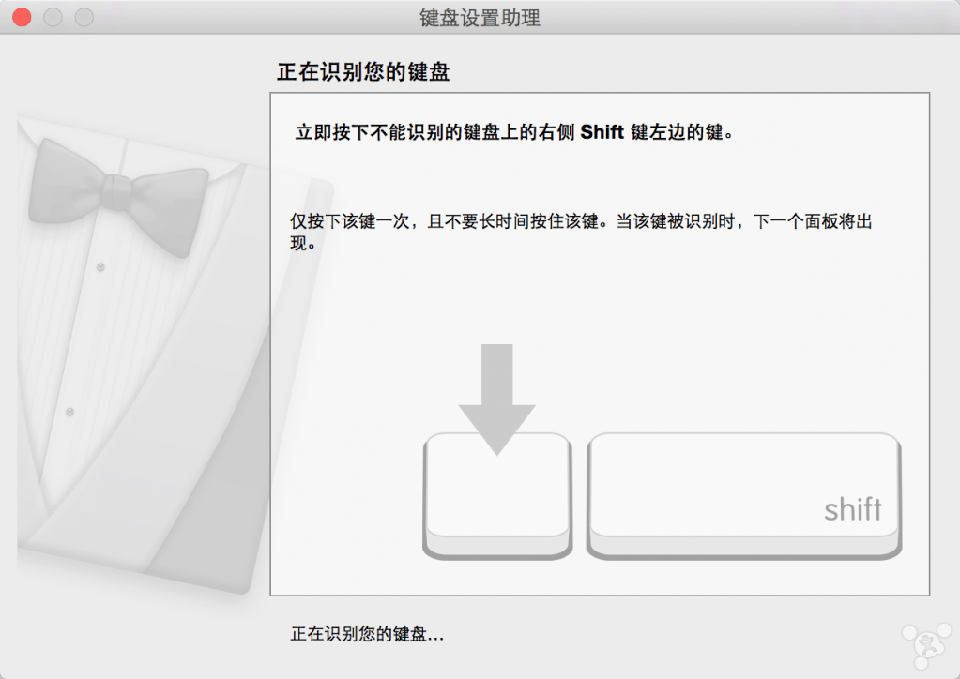 键盘设置助理
正在识别您的键盘
立即按下不能识别的键盘上的右侧 Shift 键左边的键。
仅按下该键一次，且不要长时间按住该键。当该键被识别时，下一个面板将出
现。
shift
正在识别您的键盘...